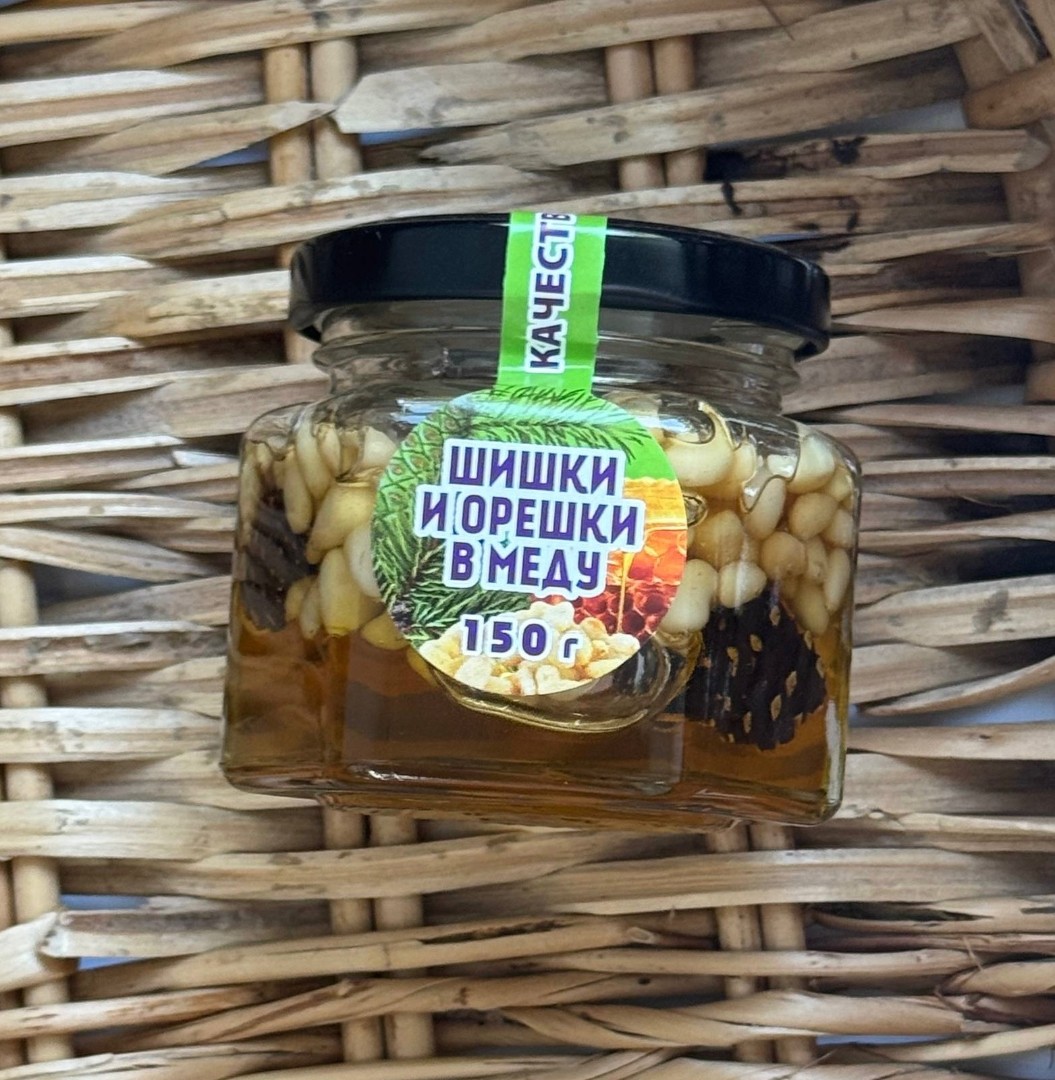 КАЧЕСТВ
ШИШКИ
И ОРЕШКИ
В МЕДУ
150 г